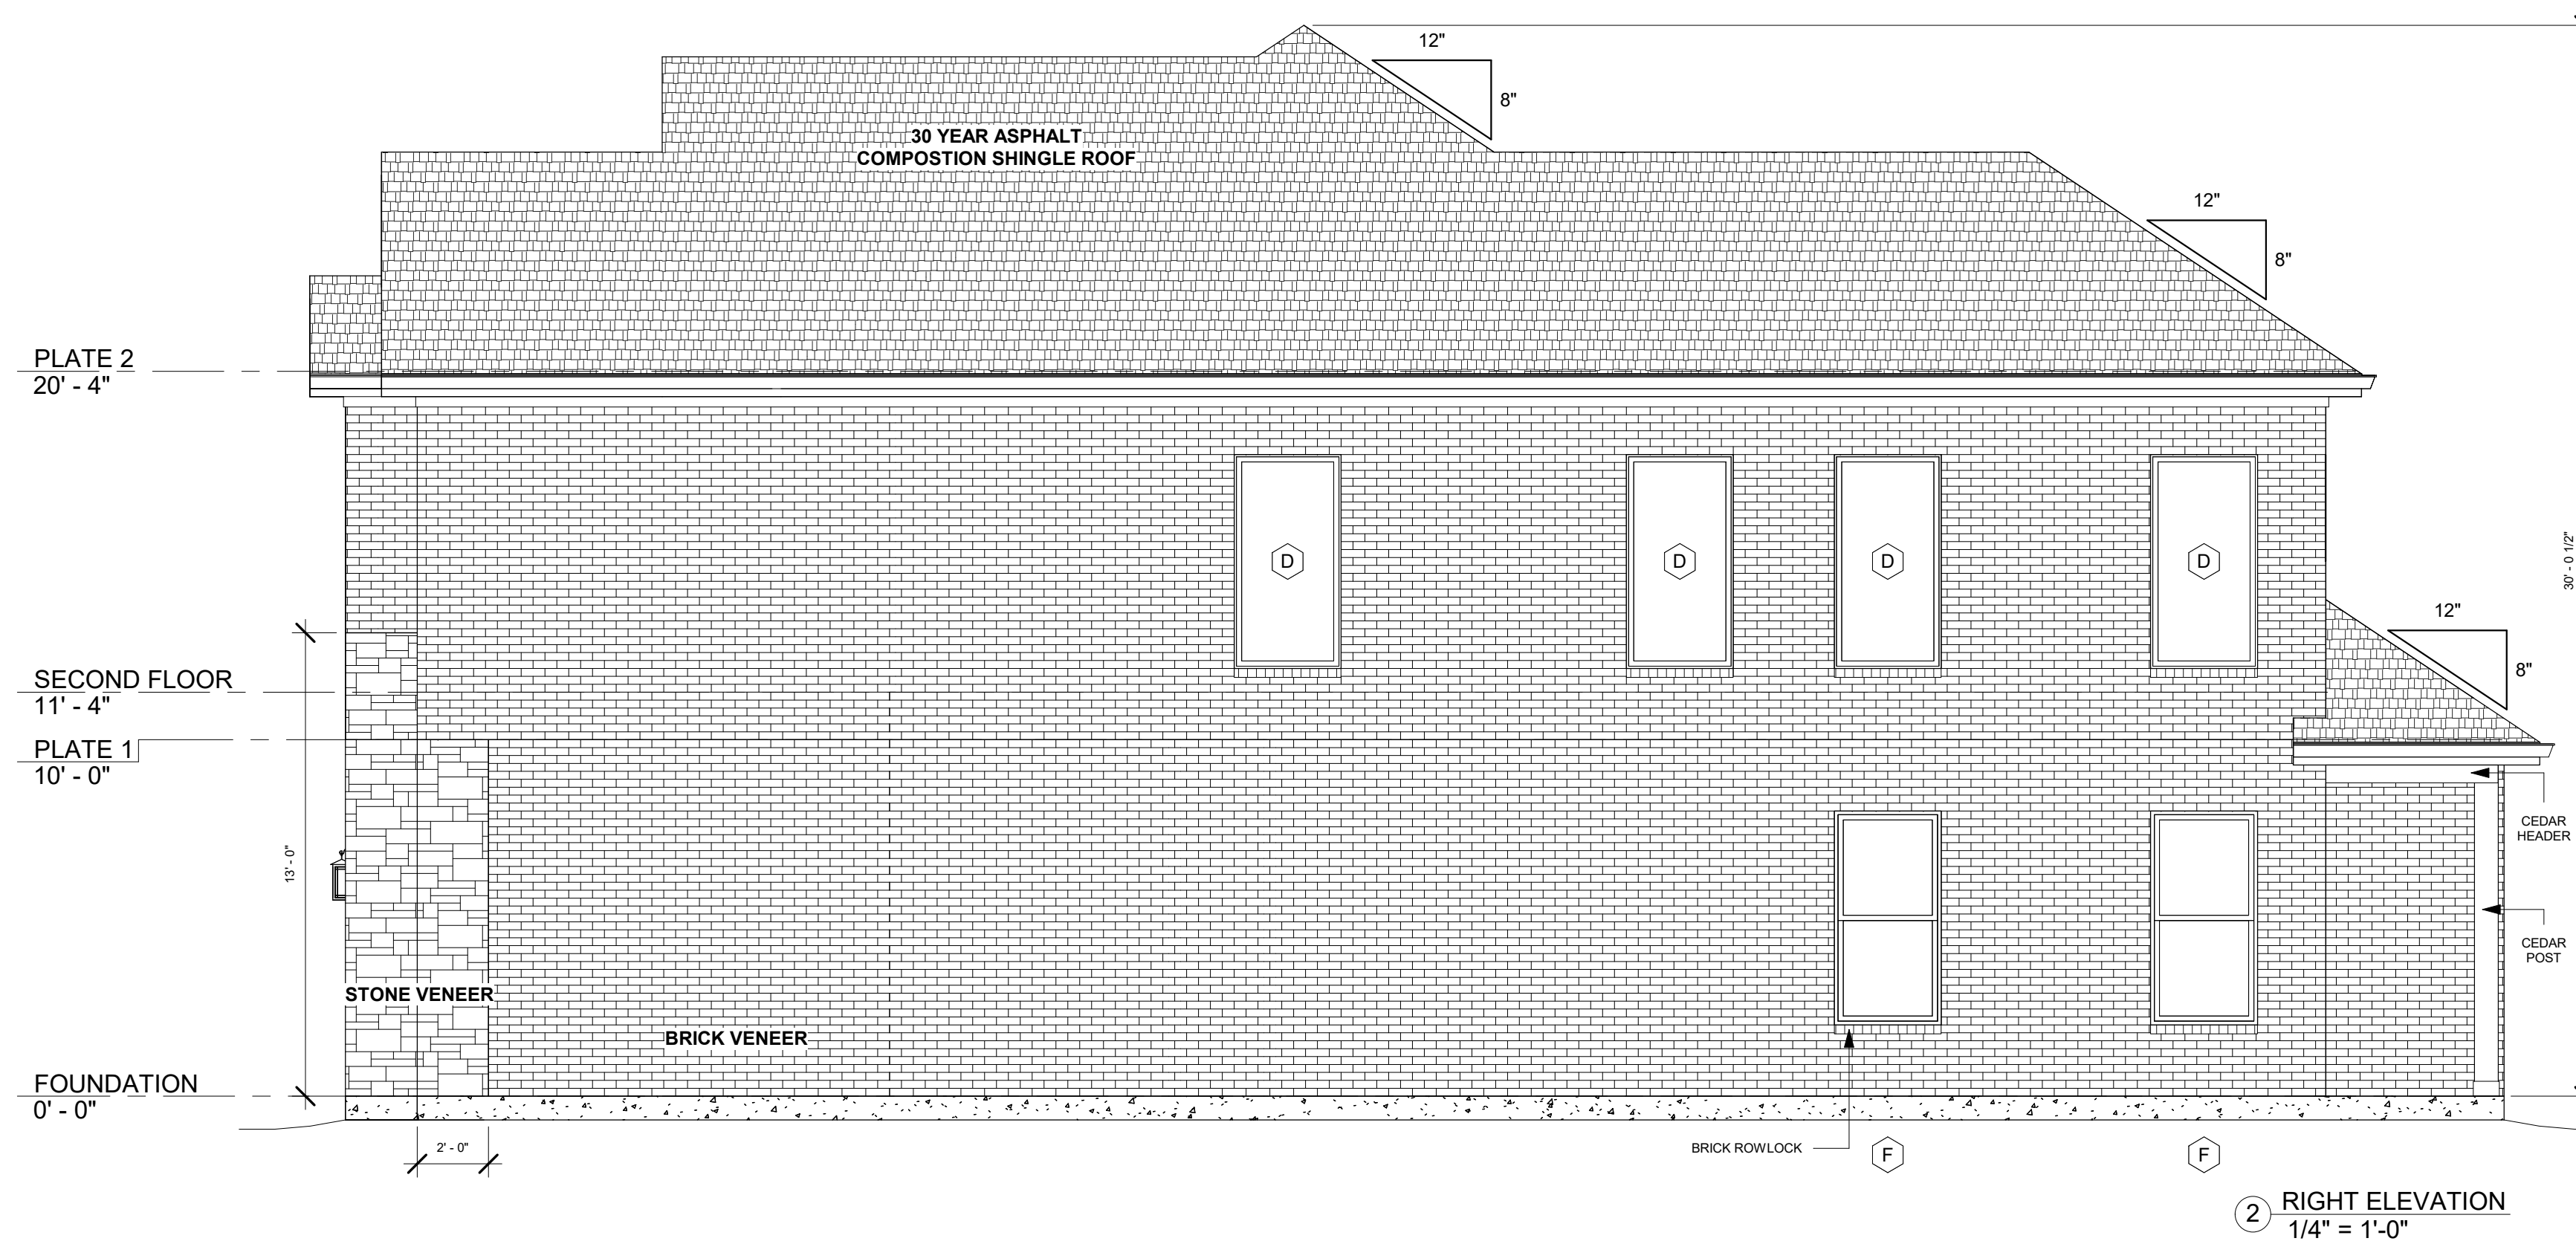 12"
8"
30 YEAR ASPHALT
COMPOSTION SHINGLE ROOF
12"
8"
PLATE 2
20' - 4"
D
D
D
D
30' - 0 1/2"
12"
8"
SECOND FLOOR
11' - 4"
PLATE 1
10' - 0"
CEDAR
HEADER
13' - 0"
CEDAR
POST
STONE VENEER
BRICK VENEER
FOUNDATION
0' - 0"
2' - 0"
BRICK ROWLOCK
F
F
2
RIGHT ELEVATION
1/4" = 1'-0"